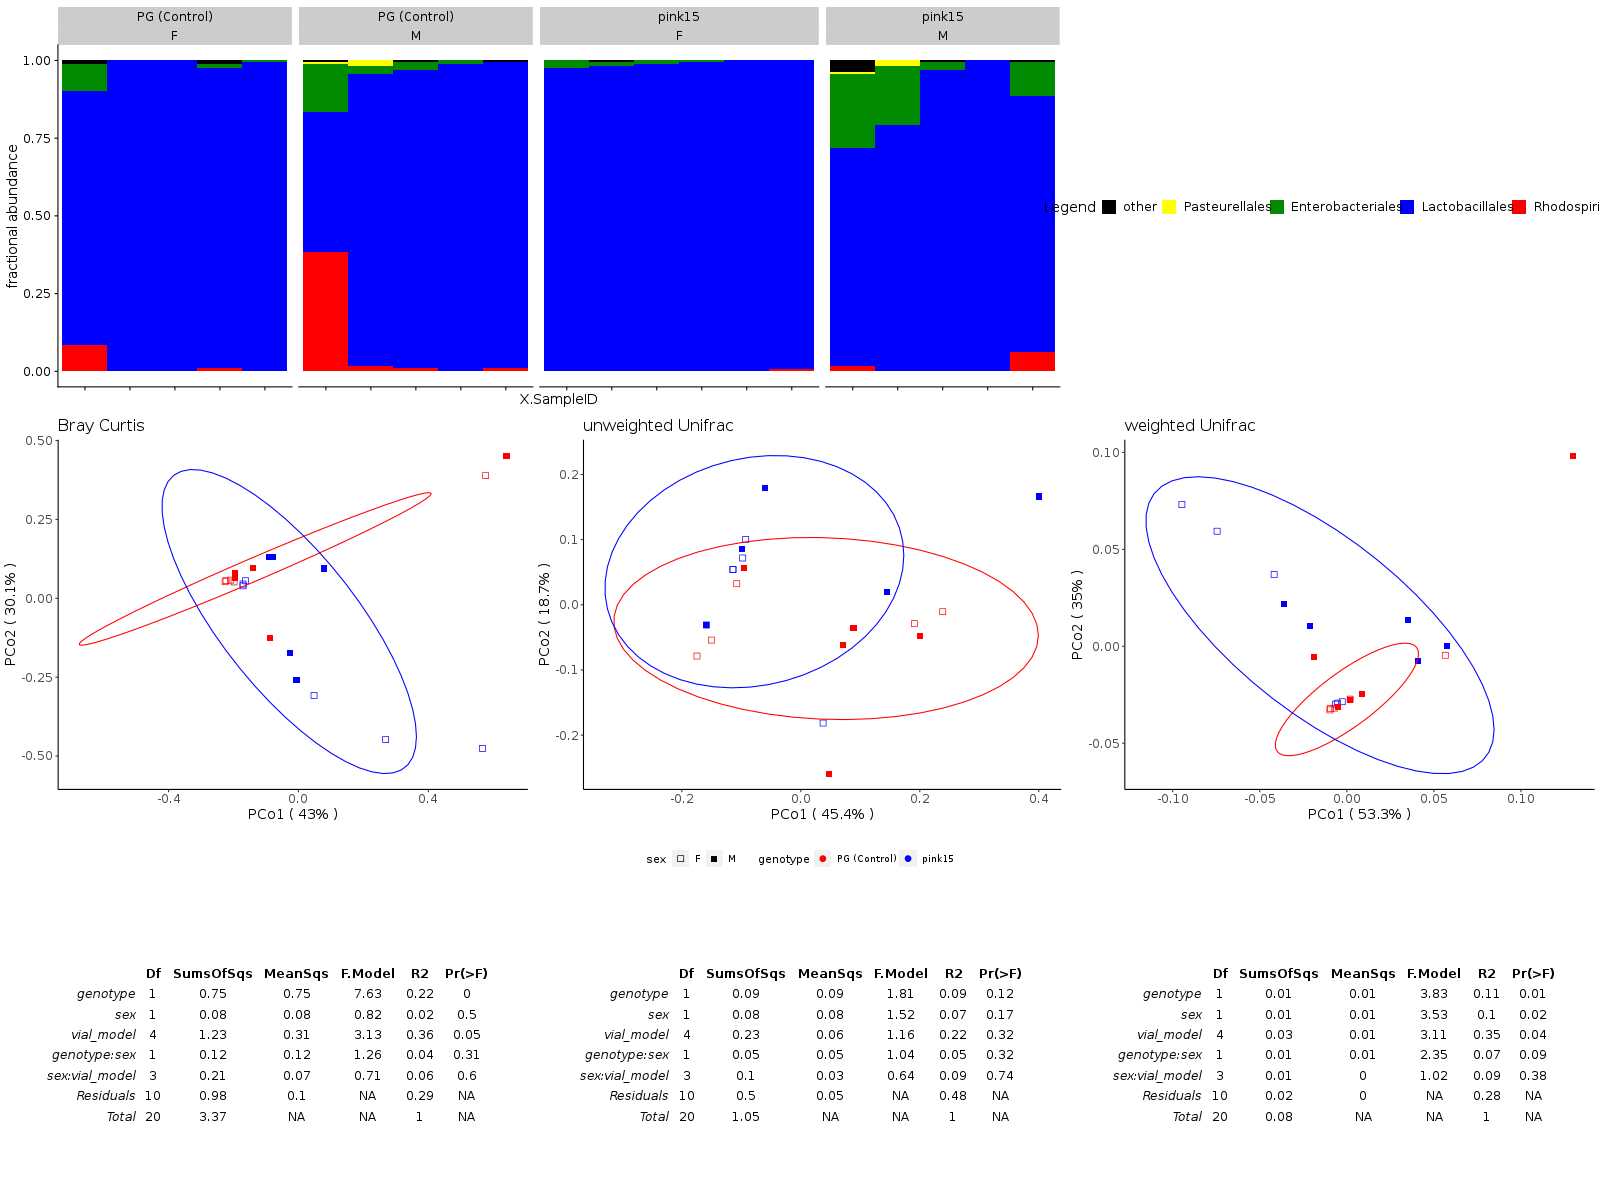 PG (Control) PG (Control) pink15 pink15
F M F M
1.00
0.75
0.50
0.25
0.00
fractional abundance
X.SampleID
Legend other Pasteurellales Enterobacteriales Lactobacillales Rhodospiri
Bray Curtis
0.50
0.25
0.00
-0.25
-0.50
PCo2 ( 30.1% )
-0.4 0.0 0.4
PCo1 ( 43% )
unweighted Unifrac
0.2
0.1
0.0
-0.1
-0.2
PCo2 ( 18.7% )
-0.2 0.0 0.2 0.4
PCo1 ( 45.4% )
weighted Unifrac
0.10
0.05
0.00
-0.05
PCo2 ( 35% )
-0.10 -0.05 0.00 0.05 0.10
PCo1 ( 53.3% )
sex F M genotype PG (Control) pink15
Df SumsOfSqs MeanSqs F.Model R2 Pr(>F)
genotype 1 0.75 0.75 7.63 0.22 0
sex 1 0.08 0.08 0.82 0.02 0.5
vial_model 4 1.23 0.31 3.13 0.36 0.05
genotype:sex 1 0.12 0.12 1.26 0.04 0.31
sex:vial_model 3 0.21 0.07 0.71 0.06 0.6
Residuals 10 0.98 0.1 NA 0.29 NA
Total 20 3.37 NA NA 1 NA
Df SumsOfSqs MeanSqs F.Model R2 Pr(>F)
genotype 1 0.09 0.09 1.81 0.09 0.12
sex 1 0.08 0.08 1.52 0.07 0.17
vial_model 4 0.23 0.06 1.16 0.22 0.32
genotype:sex 1 0.05 0.05 1.04 0.05 0.32
sex:vial_model 3 0.1 0.03 0.64 0.09 0.74
Residuals 10 0.5 0.05 NA 0.48 NA
Total 20 1.05 NA NA 1 NA
Df SumsOfSqs MeanSqs F.Model R2 Pr(>F)
genotype 1 0.01 0.01 3.83 0.11 0.01
sex 1 0.01 0.01 3.53 0.1 0.02
vial_model 4 0.03 0.01 3.11 0.35 0.04
genotype:sex 1 0.01 0.01 2.35 0.07 0.09
sex:vial_model 3 0.01 0 1.02 0.09 0.38
Residuals 10 0.02 0 NA 0.28 NA
Total 20 0.08 NA NA 1 NA